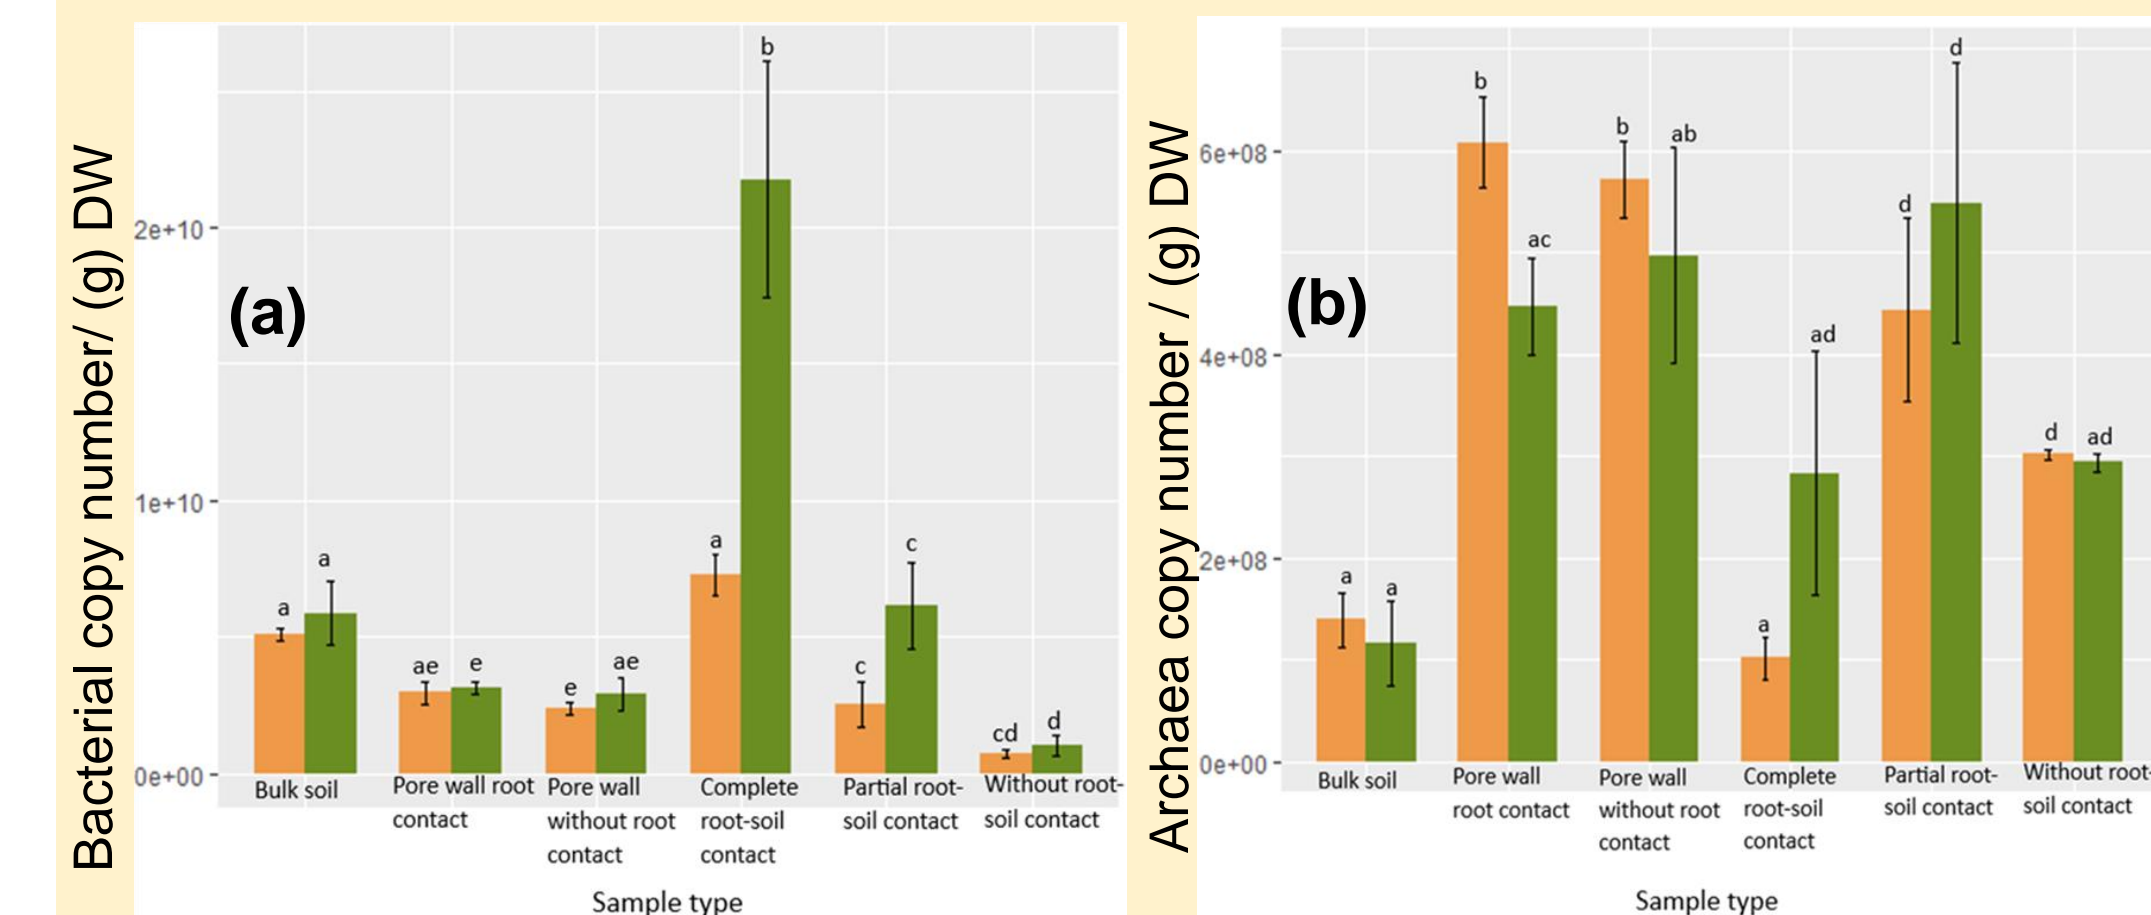 Bacterial copy number/ (g) DW
2e+10
1e+10
0e+00
(a)
a
a
ae
e
e
ae
a
b
c
c
cd
d
Bulk soil
Pore wall root
contact
Pore wall
without root
contact
Complete
root-soil
contact
Partial root-
soil contact
Without root-
soil contact
Sample type
Archaea copy number / (g) DW
6e+08
4e+08
2e+08
0e+00
(b)
a
a
b
ac
b
ab
a
ad
d
d
d
ad
Bulk soil
Pore wall
root contact
Pore wall
without root
contact
Complete
root-soil
contact
Partial root-
soil contact
Without root-
soil contact
Sample type